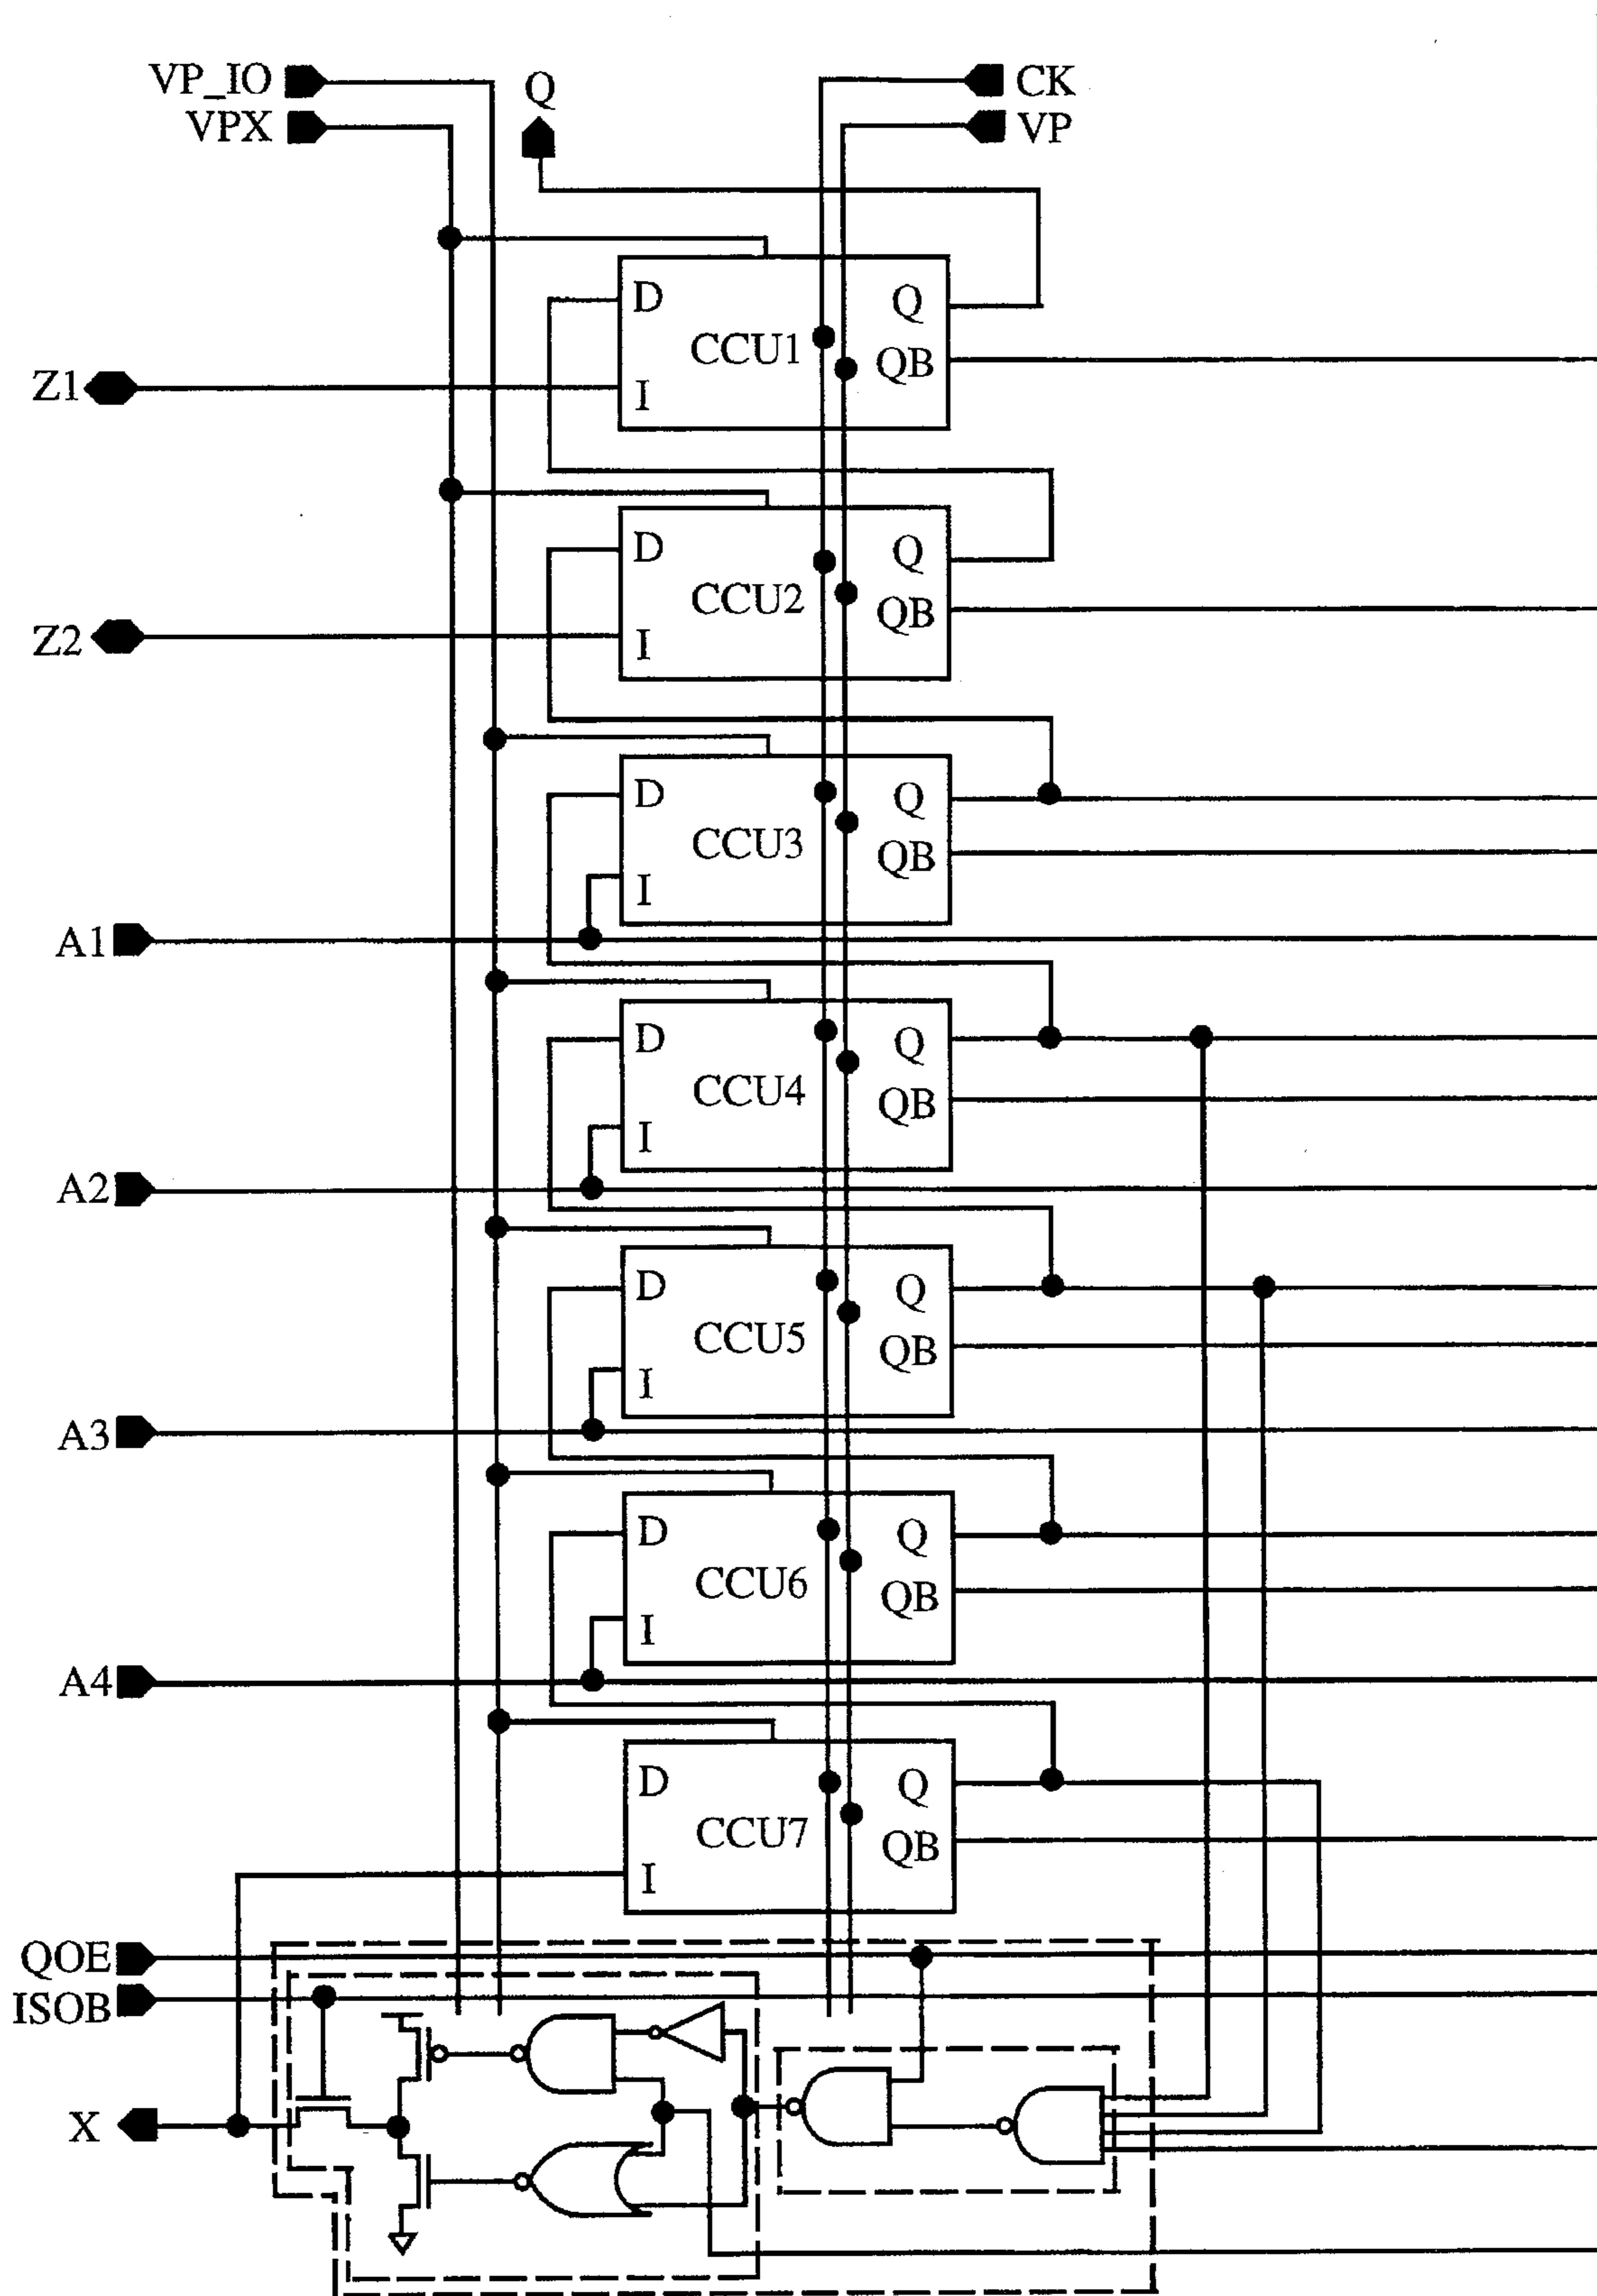 VP_IO
VPX
Q
CK
VP
D
Q
CCU1
QB
Z1
I
D
Q
CCU2
QB
Z2
I
D
Q
CCU3
QB
I
A1
D
Q
CCU4
QB
I
A2
D
Q
CCU5
QB
I
A3
D
Q
CCU6
QB
I
A4
D
Q
CCU7
QB
I
QOE
ISOB
X